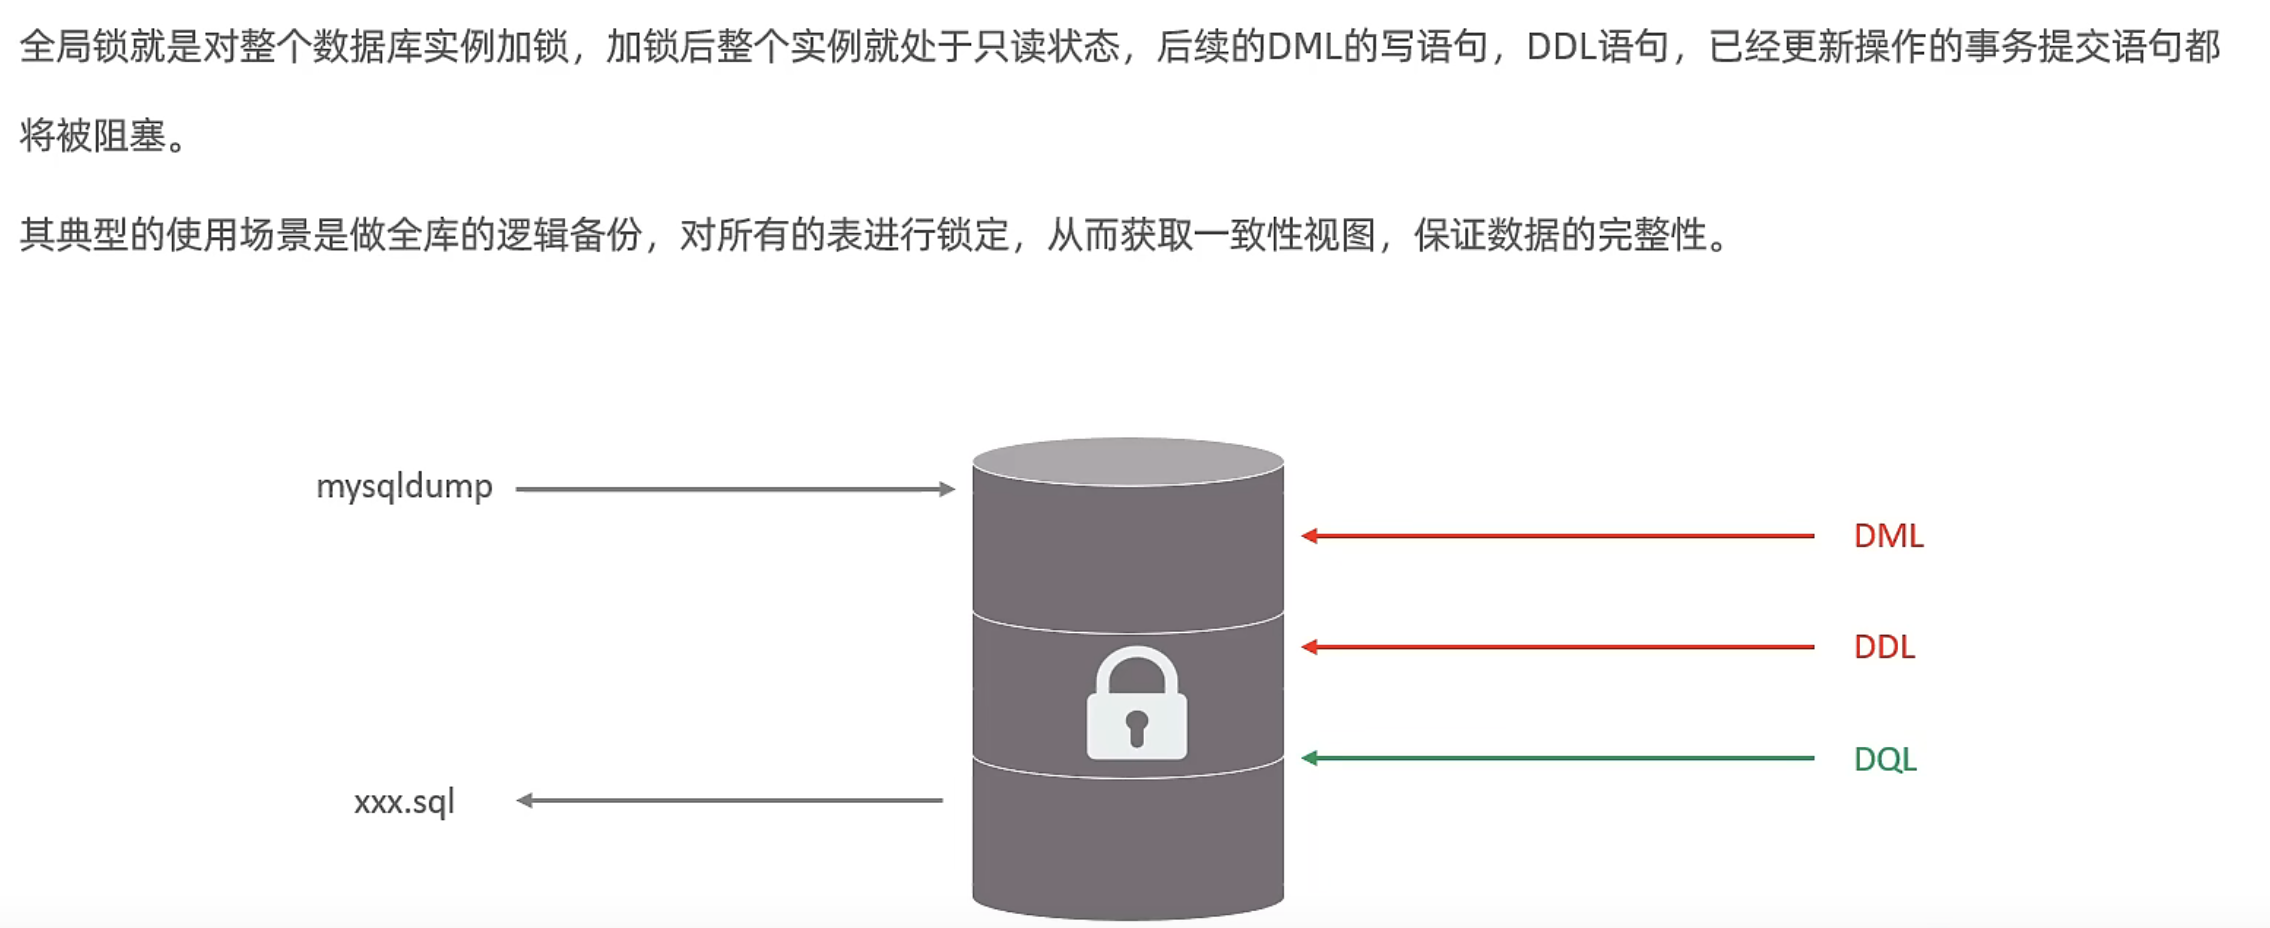 全局锁就是对整个数据库实例加锁，加锁后整个实例就处于只读状态，后续的DML的写语句，DDL语句，已经更新操作的事务提交语句都
将被阻塞。
其典型的使用场景是做全库的逻辑备份，对所有的表进行锁定，从而获取一致性视图，保证数据的完整性。
mysqldump
DML
DDL
DQL
xxx.sql